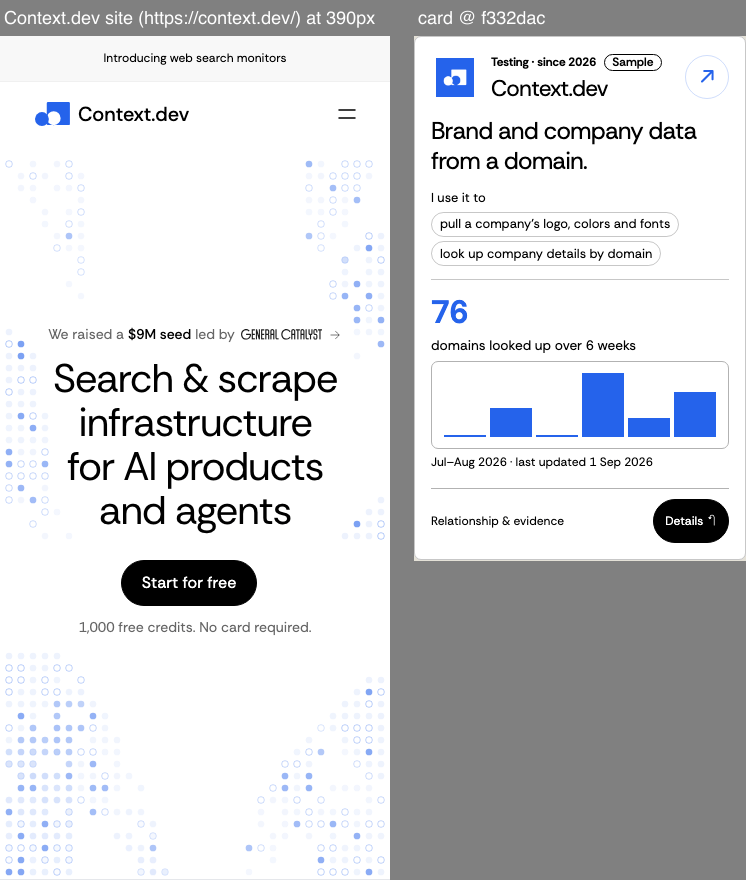 Context.dev site (https://context.dev/) at 390px
Introducing web search monitors
Context.dev
We raised a $9M seed led by GENERAL CATALYST →
Search & scrape
infrastructure
for AI products
and agents
Start for free
1,000 free credits. No card required.
card @ f332dac
Testing · since 2026 Sample
Context.dev
Brand and company data
from a domain.
I use it to
pull a company's logo, colors and fonts
look up company details by domain
76
domains looked up over 6 weeks
Jul–Aug 2026 · last updated 1 Sep 2026
Relationship & evidence
Details